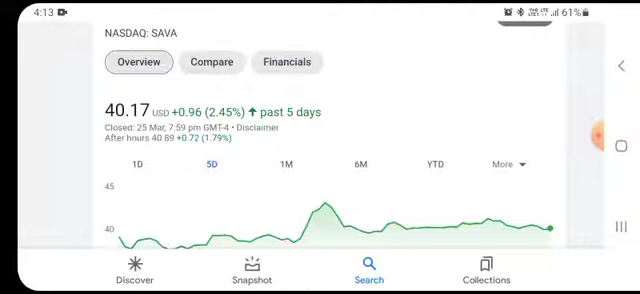 4:13
61%
NASDAQ: SAVA
Overview Compare Financials
40.17 USD +0.96 (2.45%) past 5 days
Closed: 25 Mar, 7:59 pm GMT-4 • Disclaimer
After hours 40.89 +0.72 (1.79%)
1D 5D 1M 6M YTD More
45
40
Discover Snapshot Search Collections